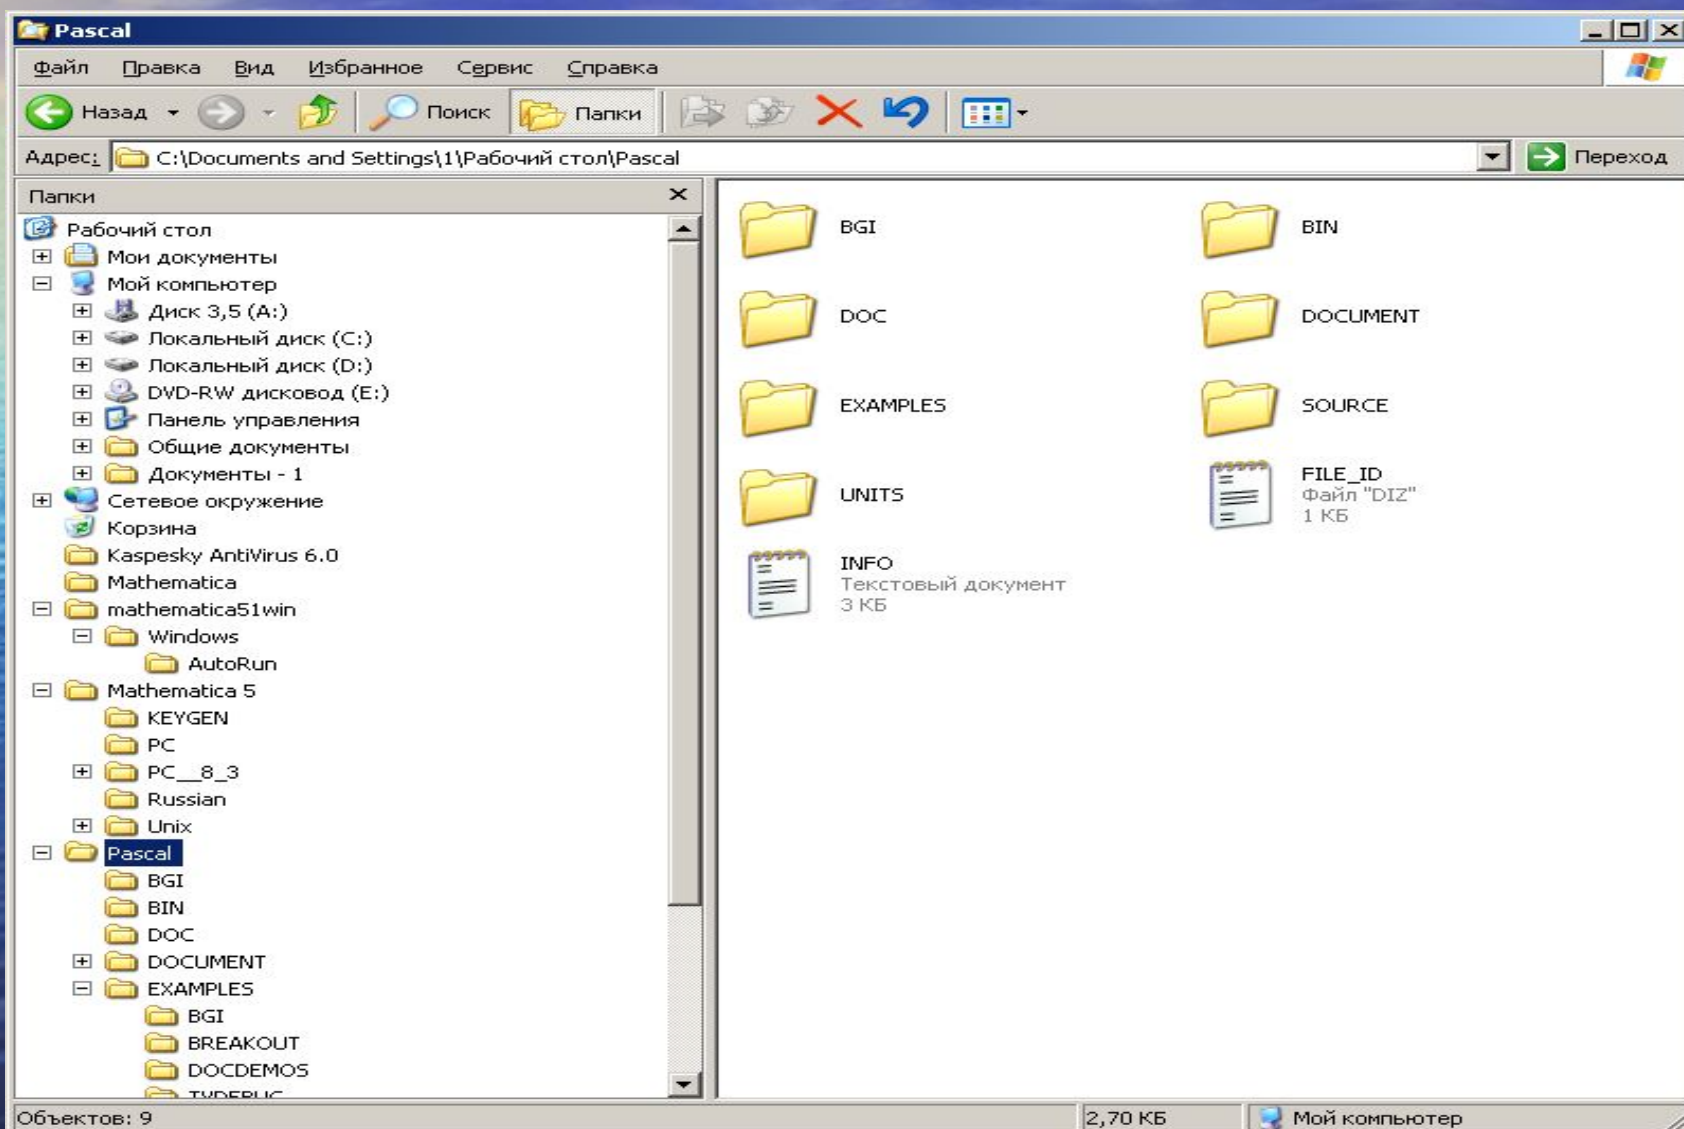 Pascal
Файл Правка Вид Избранное Сервис Справка
Назад Поиск Папки
Адрес: C:\Documents and Settings\1\Рабочий стол\Pascal Переход
Папки
Рабочий стол
Мои документы
Мой компьютер
Диск 3,5 (A:)
Локальный диск (C:)
Локальный диск (D:)
DVD-RW дисковод (E:)
Панель управления
Общие документы
Документы - 1
Сетевое окружение
Корзина
Kaspesky AntiVirus 6.0
Mathematica
mathematica51win
Windows
AutoRun
Mathematica 5
KEYGEN
PC
PC__8_3
Russian
Unix
Pascal
BGI
BIN
DOC
DOCUMENT
EXAMPLES
BGI
BREAKOUT
DOCDEMOS
BGI BIN
DOC DOCUMENT
EXAMPLES SOURCE
UNITS
FILE_ID
Файл "DIZ"
1 КБ
INFO
Текстовый документ
3 КБ
Объектов: 9 2,70 КБ Мой компьютер